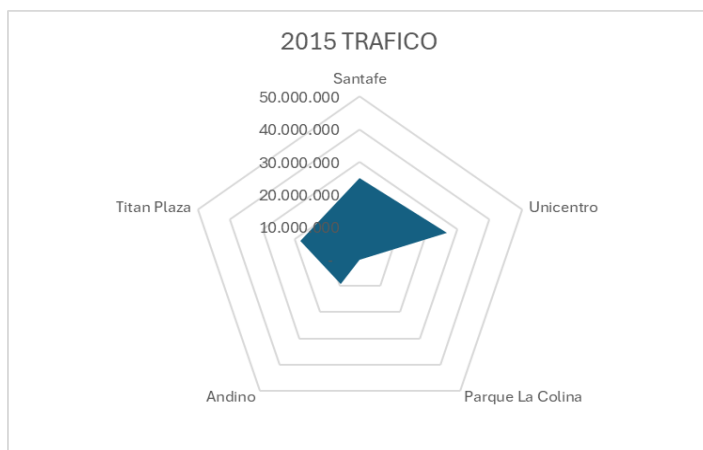 2015 TRAFICO
Santafe
50.000.000
40.000.000
30.000.000
20.000.000
10.000.000
-
Titan Plaza
Unicentro
Andino
Parque La Colina